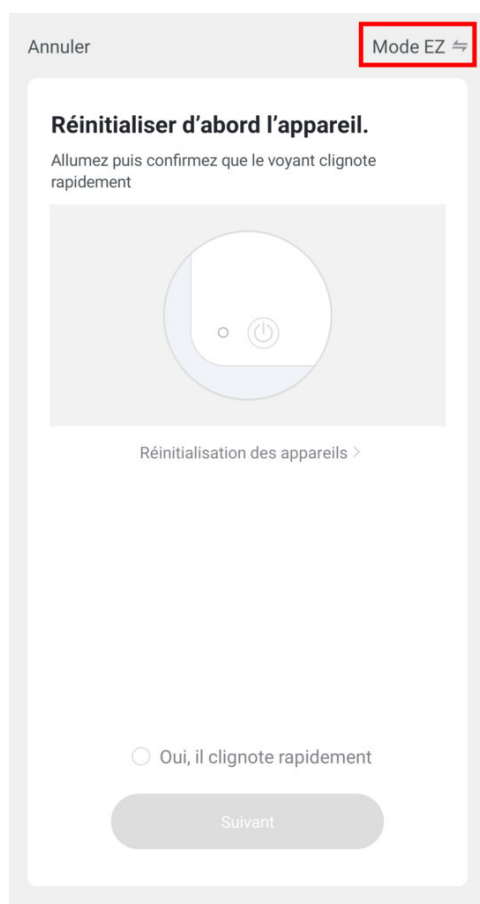 Annuler
Mode EZ ⇋
Réinitialiser d’abord l’appareil.
Allumez puis confirmez que le voyant clignote
rapidement
Réinitialisation des appareils >
Oui, il clignote rapidement
Suivant